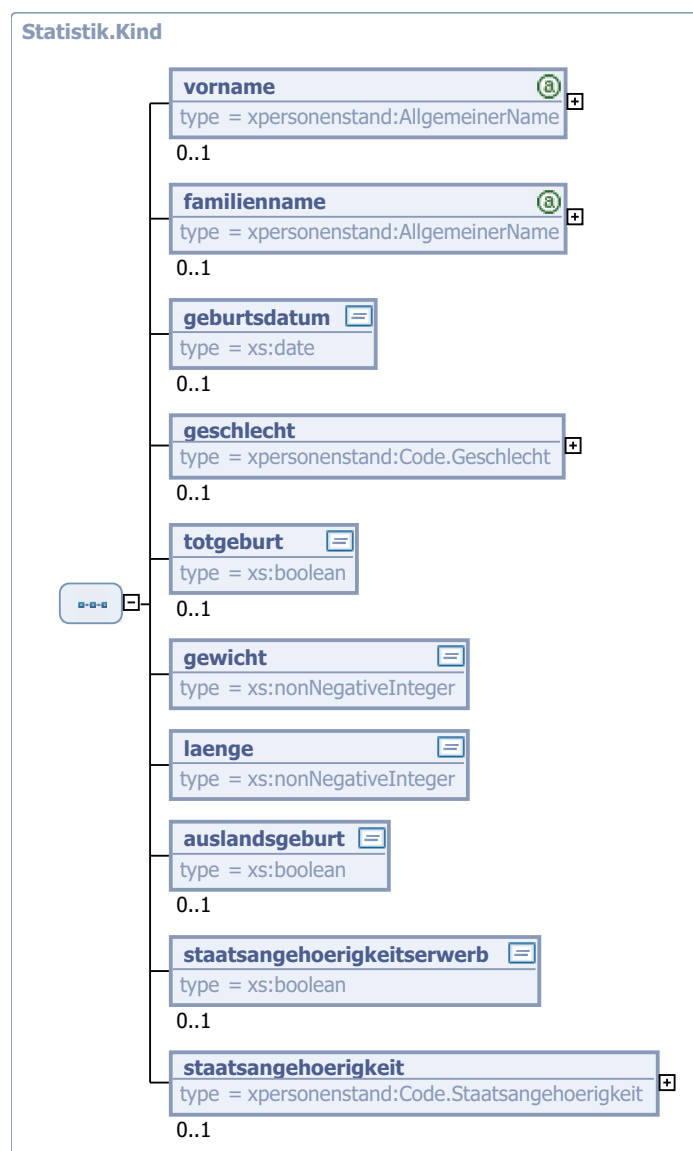 Statistik.Kind
vorname
type = xpersonenstand:AllgemeinerName
0..1
familienname
type = xpersonenstand:AllgemeinerName
0..1
geburtsdatum
type = xs:date
0..1
geschlecht
type = xpersonenstand:Code.Geschlecht
0..1
totgeburt
type = xs:boolean
0..1
gewicht
type = xs:nonNegativeInteger
laenge
type = xs:nonNegativeInteger
auslandsgeburt
type = xs:boolean
0..1
staatsangehoerigkeitserwerb
type = xs:boolean
0..1
staatsangehoerigkeit
type = xpersonenstand:Code.Staatsangehoerigkeit
0..1